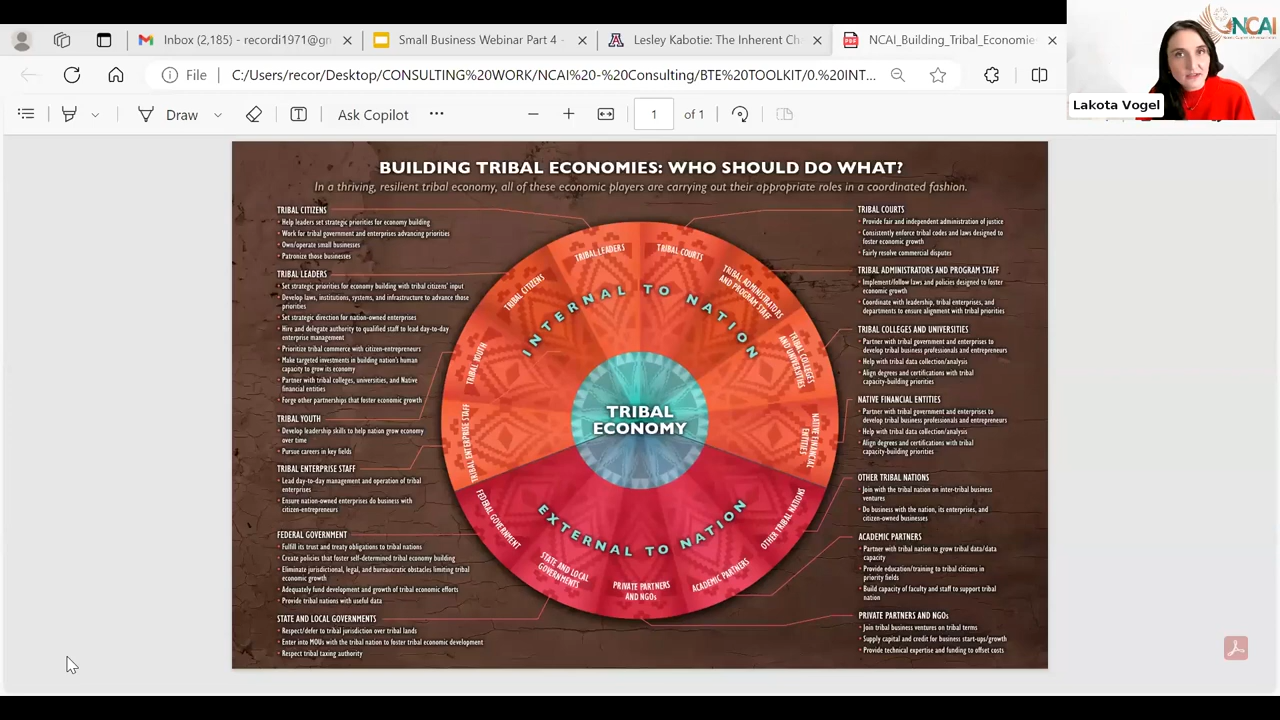 Inbox (2,185) - recordi1971@gm
Small Business Webina
Lesley Kabotie: The Inherent Ch
NCAI_Building_Tribal_Economie
NCAI
File
C:/Users/recor/Desktop/CONSULTING%20WORK/NCAI%20-%20Consulting/BTE%20TOOLKIT/0.%20INT...
Lakota Vogel
Draw
Ask Copilot
1
of 1
BUILDING TRIBAL ECONOMIES: WHO SHOULD DO WHAT?
In a thriving, resilient tribal economy, all of these economic players are carrying out their appropriate roles in a coordinated fashion.
TRIBAL CITIZENS
• Help leaders set strategic priorities for economy building
• Work for tribal government and enterprises advancing priorities
• Own/operate small businesses
• Patronize those businesses
TRIBAL LEADERS
• Set strategic priorities for economy building with tribal citizens' input
• Develop laws, institutions, systems, and infrastructure to advance those
priorities
• Set strategic direction for nation-owned enterprises
• Hire and delegate authority to qualified staff to lead day-to-day
enterprise management
• Prioritize tribal commerce with citizen-entrepreneurs
• Make targeted investments in building nation's human
capacity to grow its economy
• Partner with tribal colleges, universities, and Native
financial entities
• Forge other partnerships that foster economic growth
TRIBAL YOUTH
• Develop leadership skills to help nation grow economy
over time
• Pursue careers in key fields
TRIBAL ENTERPRISE STAFF
• Lead day-to-day management and operation of tribal
enterprises
• Ensure nation-owned enterprises do business with
citizen-entrepreneurs
FEDERAL GOVERNMENT
• Fulfill its trust and treaty obligations to tribal nations
• Create policies that foster self-determined tribal economy building
• Eliminate jurisdictional, legal, and bureaucratic obstacles limiting tribal
economic growth
• Adequately fund development and growth of tribal economic efforts
• Provide tribal nations with useful data
STATE AND LOCAL GOVERNMENTS
• Respect/defer to tribal jurisdiction over tribal lands
• Enter into MOUs with the tribal nation to foster tribal economic development
• Respect tribal taxing authority
INTERNAL TO NATION
TRIBAL ENTERPRISE STAFF
TRIBAL YOUTH
TRIBAL CITIZENS
TRIBAL LEADERS
TRIBAL COURTS
TRIBAL ADMINISTRATORS
AND PROGRAM STAFF
TRIBAL COLLEGES
AND UNIVERSITIES
NATIVE FINANCIAL
ENTITIES
TRIBAL
ECONOMY
EXTERNAL TO NATION
FEDERAL GOVERNMENT
STATE AND LOCAL
GOVERNMENTS
PRIVATE PARTNERS
AND NGOs
ACADEMIC PARTNERS
OTHER TRIBAL NATIONS
TRIBAL COURTS
• Provide fair and independent administration of justice
• Consistently enforce tribal codes and laws designed to
foster economic growth
• Fairly resolve commercial disputes
TRIBAL ADMINISTRATORS AND PROGRAM STAFF
• Implement/follow laws and policies designed to foster
economic growth
• Coordinate with leadership, tribal enterprises, and
departments to ensure alignment with tribal priorities
TRIBAL COLLEGES AND UNIVERSITIES
• Partner with tribal government and enterprises to
develop tribal business professionals and entrepreneurs
• Help with tribal data collection/analysis
• Align degrees and certifications with tribal
capacity-building priorities
NATIVE FINANCIAL ENTITIES
• Partner with tribal government and enterprises to
develop tribal business professionals and entrepreneurs
• Help with tribal data collection/analysis
• Align degrees and certifications with tribal
capacity-building priorities
OTHER TRIBAL NATIONS
• Join with the tribal nation on inter-tribal business
ventures
• Do business with the nation, its enterprises, and
citizen-owned businesses
ACADEMIC PARTNERS
• Partner with tribal nation to grow tribal data/data
capacity
• Provide education/training to tribal citizens in
priority fields
• Build capacity of faculty and staff to support tribal
nation
PRIVATE PARTNERS AND NGOs
• Join tribal business ventures on tribal terms
• Supply capital and credit for business start-ups/growth
• Provide technical expertise and funding to offset costs